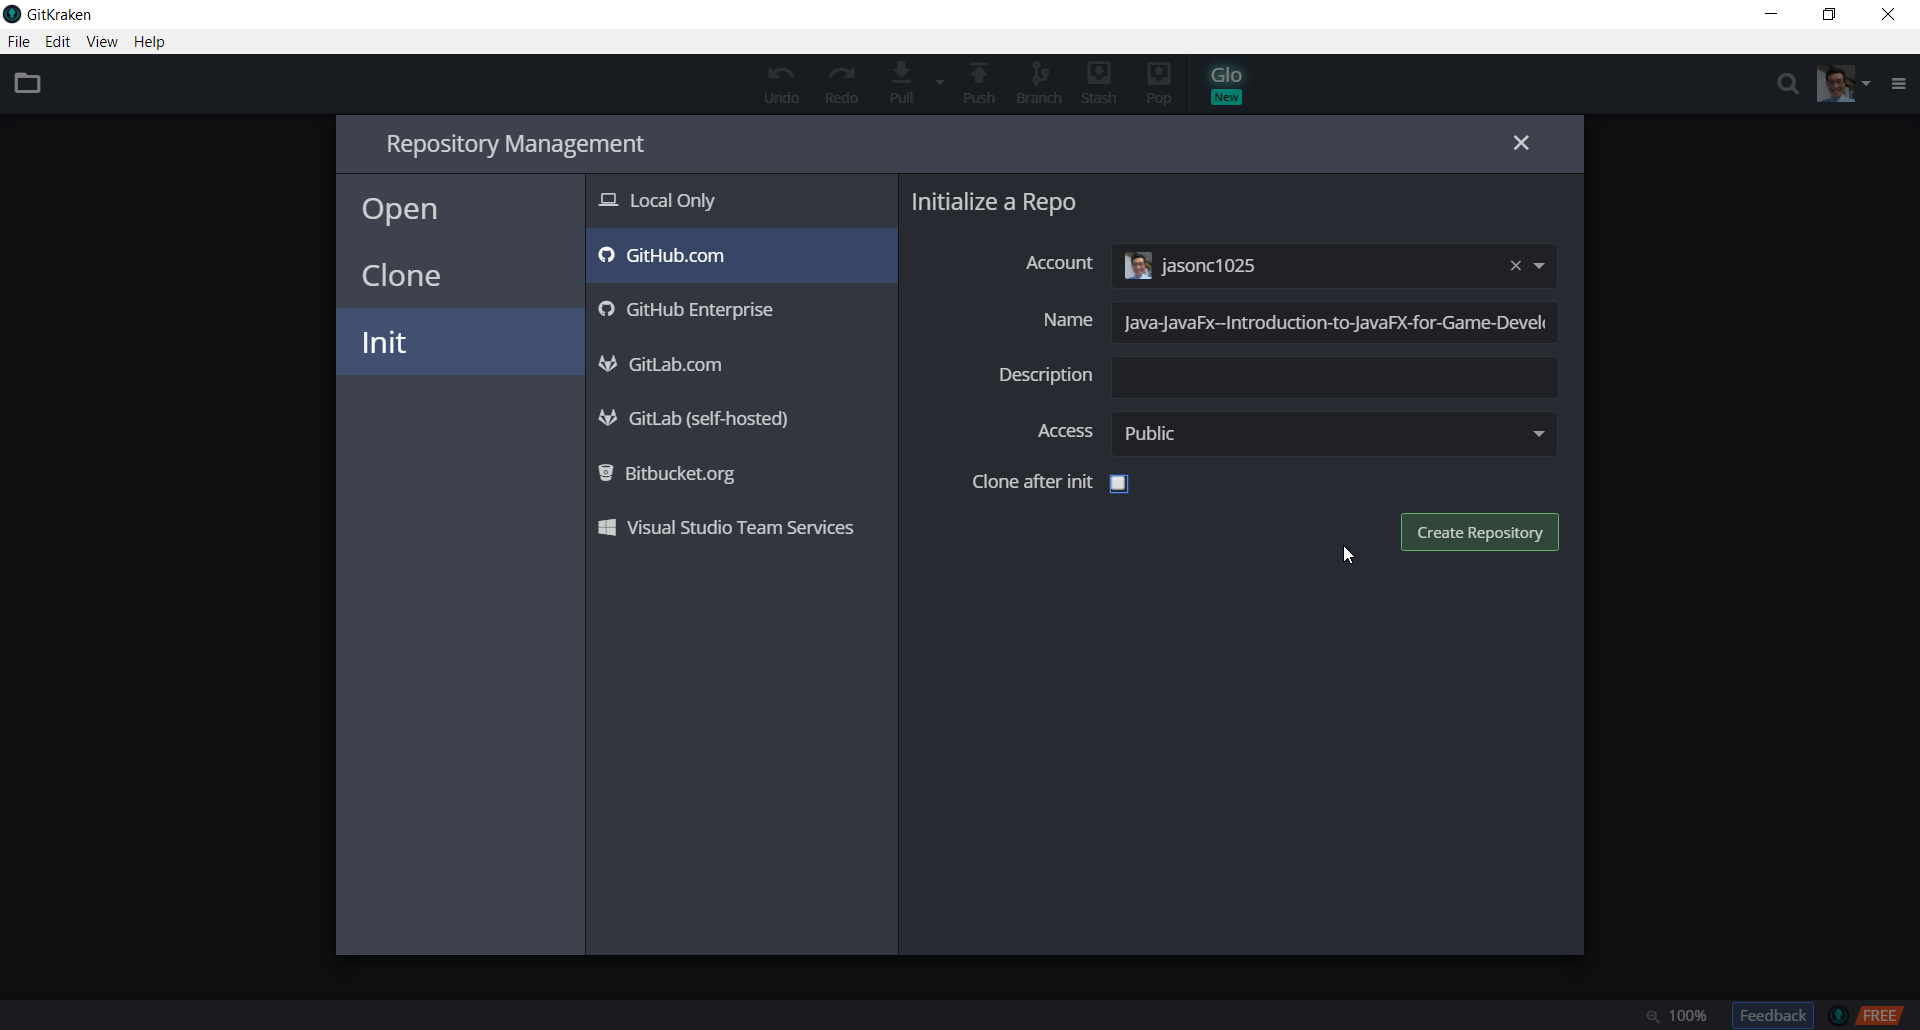 GitKraken
File Edit View Help
Undo Redo Pull Push Branch Stash Pop Glo
New
Repository Management
Open
Clone
Init
Local Only
GitHub.com
GitHub Enterprise
GitLab.com
GitLab (self-hosted)
Bitbucket.org
Visual Studio Team Services
Initialize a Repo
Account jasonc1025
Name Java-JavaFx--Introduction-to-JavaFX-for-Game-Devel
Description
Access Public
Clone after init
Create Repository
100% Feedback FREE